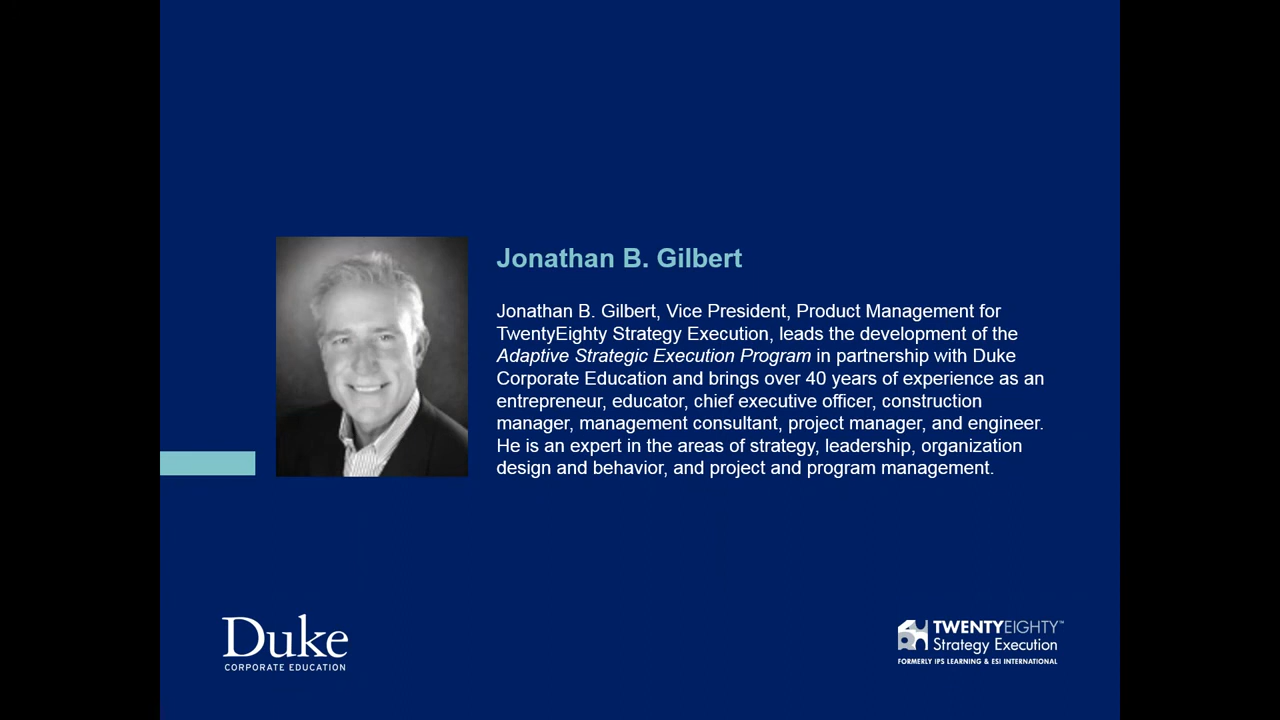 Jonathan B. Gilbert
Jonathan B. Gilbert, Vice President, Product Management for
TwentyEighty Strategy Execution, leads the development of the
Adaptive Strategic Execution Program in partnership with Duke
Corporate Education and brings over 40 years of experience as an
entrepreneur, educator, chief executive officer, construction
manager, management consultant, project manager, and engineer.
He is an expert in the areas of strategy, leadership, organization
design and behavior, and project and program management.
Duke
CORPORATE EDUCATION
TWENTYEIGHTY™
Strategy Execution
FORMERLY IPS LEARNING & ESI INTERNATIONAL